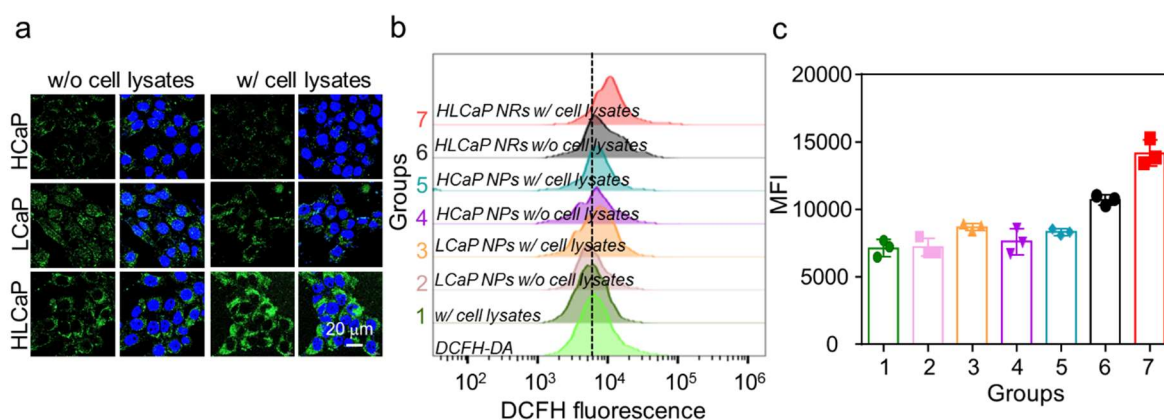 a
w/o cell lysates w/ cell lysates
HCaP
LCaP
HLCaP
20 μm
b
Groups
7 HLCaP NRs w/ cell lysates
6 HLCaP NRs w/o cell lysates
5 HCaP NPs w/ cell lysates
4 HCaP NPs w/o cell lysates
3 LCaP NPs w/ cell lysates
2 LCaP NPs w/o cell lysates
1 w/ cell lysates
DCFH-DA
10² 10³ 10⁴ 10⁵ 10⁶
DCFH fluorescence
c
MFI
20000
15000
10000
5000
0
1 2 3 4 5 6 7
Groups